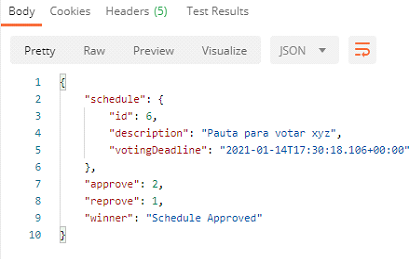 Body Cookies Headers (5) Test Results
Pretty Raw Preview Visualize JSON
1 {
2 "schedule": {
3 "id": 6,
4 "description": "Pauta para votar xyz",
5 "votingDeadline": "2021-01-14T17:30:18.106+00:00"
6 },
7 "approve": 2,
8 "reprove": 1,
9 "winner": "Schedule Approved"
10 }